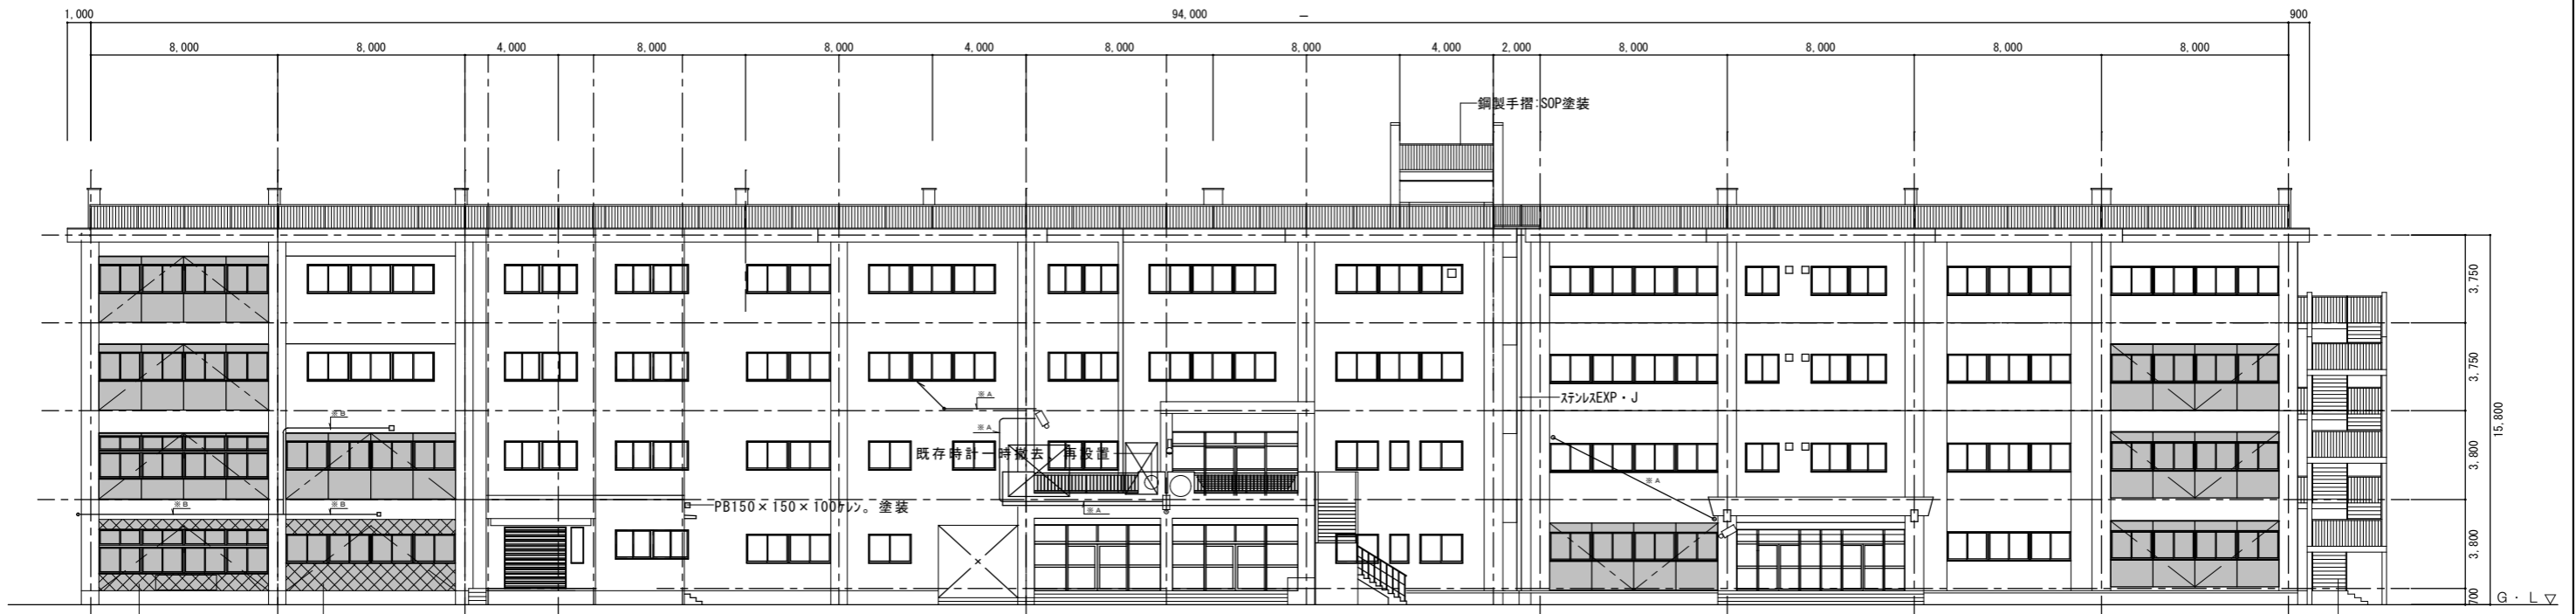 1,000 94,000 900
8,000 8,000 4,000 8,000 8,000 4,000 8,000 8,000 4,000 2,000 8,000 8,000 8,000 8,000
鋼製手摺:SOP塗装
3,750
3,750
ステンレスEXP・J
※A
※B
※A
15,800
既存時計一時撤去、再設置
3,800
※A
※B
※B
PB150×150×100ケレン。塗装
※A
3,800
700
G・L▽